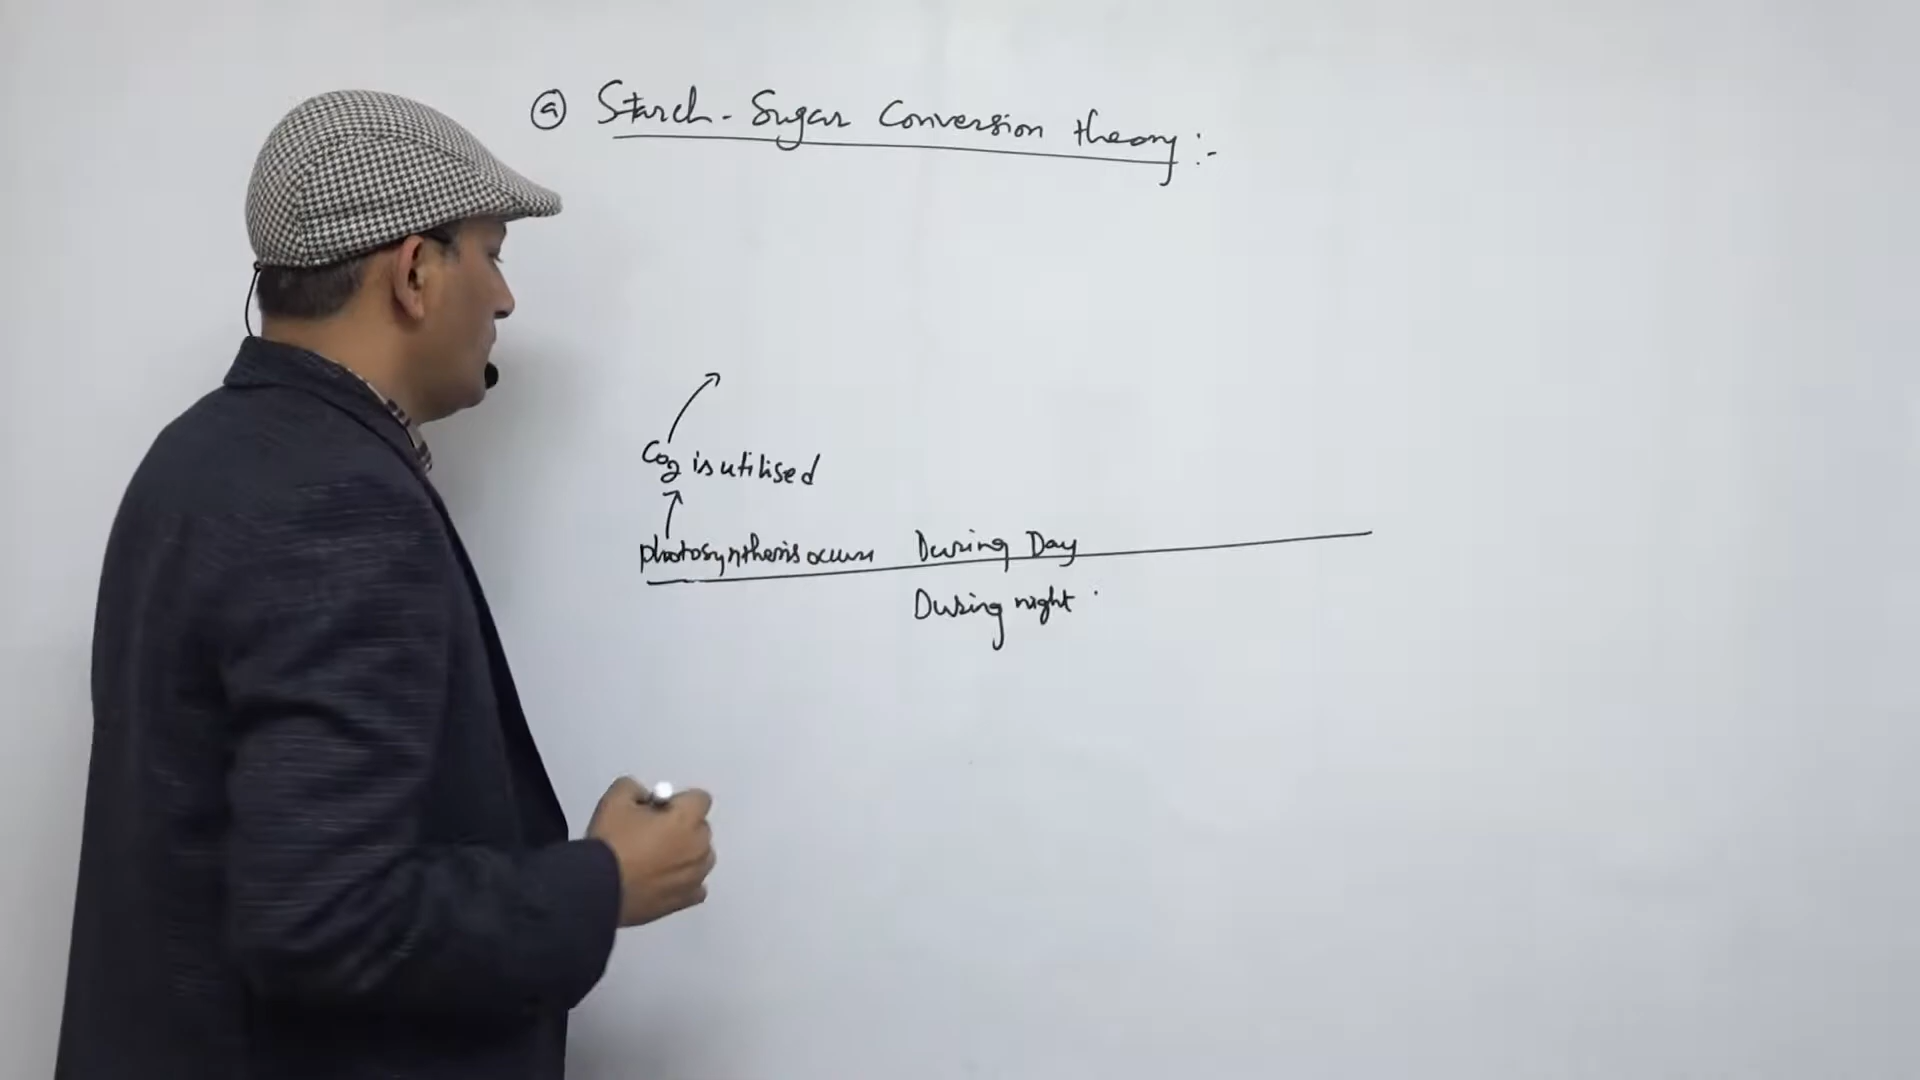 ⓐ Starch-Sugar Conversion theory:-
CO2 is utilised
photosynthesis occurs During Day
During night